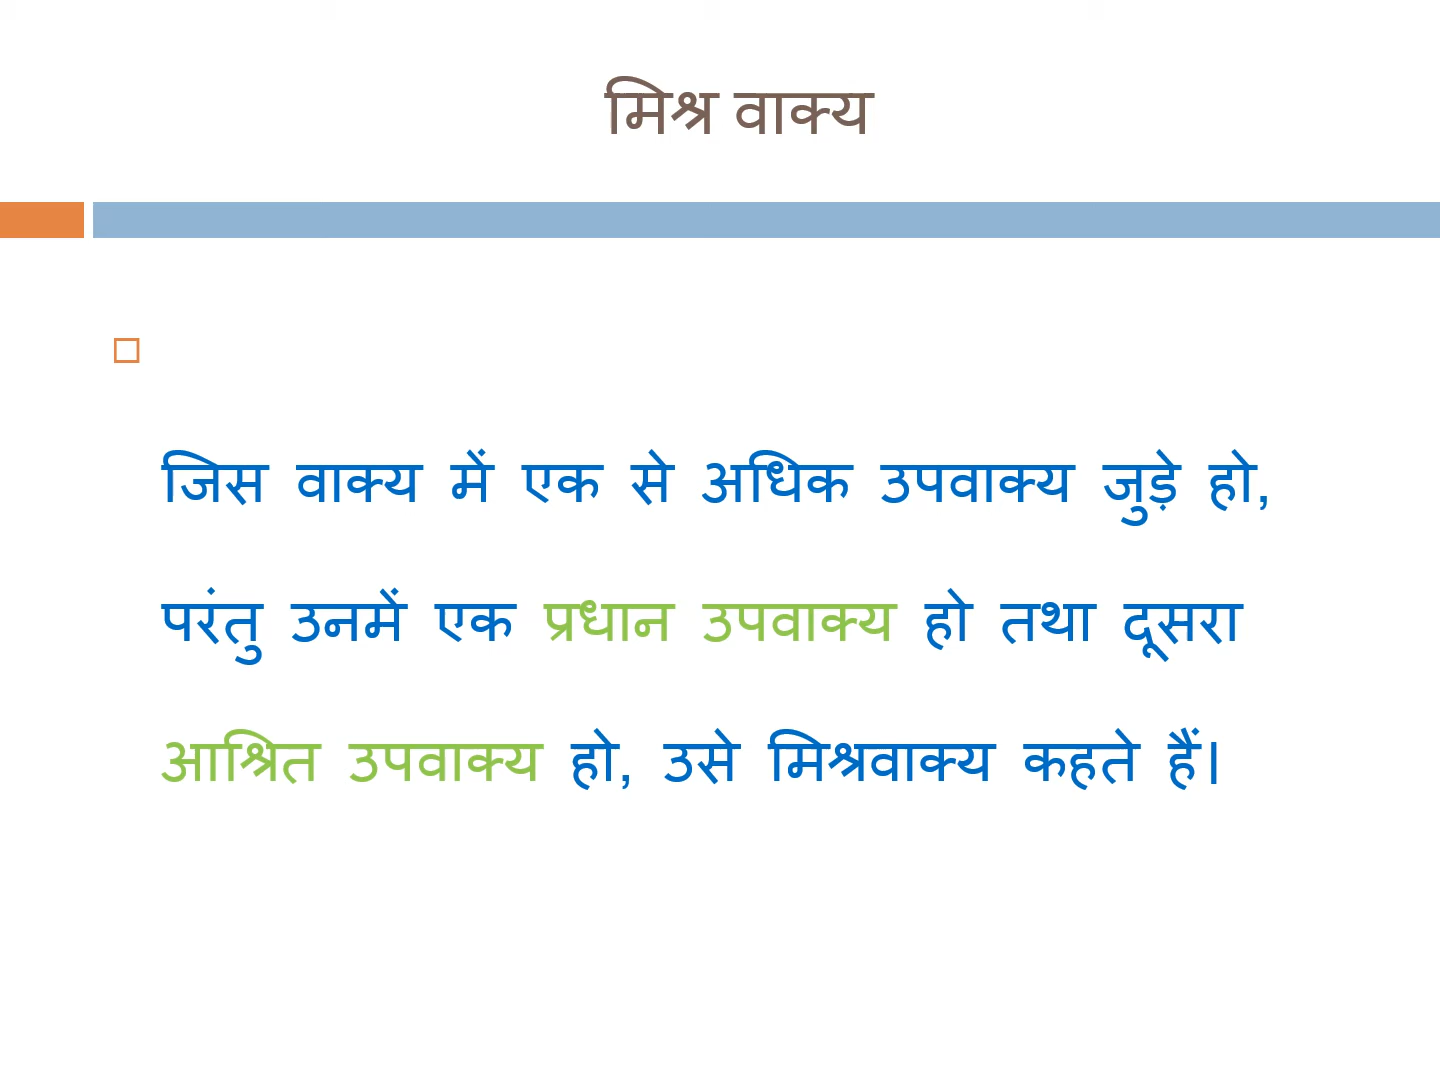 मिश्र वाक्य
जिस वाक्य में एक से अधिक उपवाक्य जुड़े हो,
परंतु उनमें एक प्रधान उपवाक्य हो तथा दूसरा
आश्रित उपवाक्य हो, उसे मिश्रवाक्य कहते हैं।